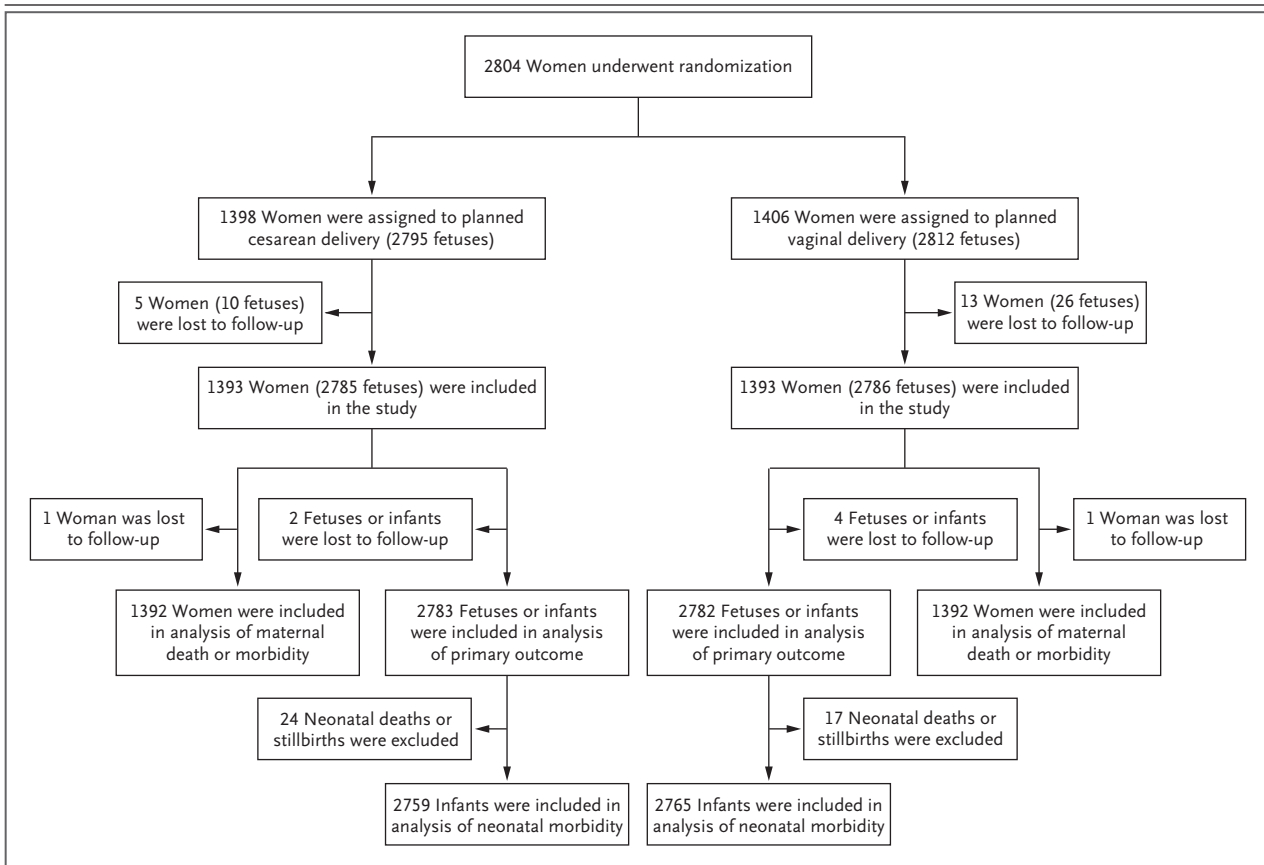 2804 Women underwent randomization
1398 Women were assigned to planned
cesarean delivery (2795 fetuses)
1406 Women were assigned to planned
vaginal delivery (2812 fetuses)
5 Women (10 fetuses)
were lost to follow-up
13 Women (26 fetuses)
were lost to follow-up
1393 Women (2785 fetuses) were included
in the study
1393 Women (2786 fetuses) were included
in the study
1 Woman was lost
to follow-up
2 Fetuses or infants
were lost to follow-up
4 Fetuses or infants
were lost to follow-up
1 Woman was lost
to follow-up
1392 Women were included
in analysis of maternal
death or morbidity
2783 Fetuses or infants
were included in analysis
of primary outcome
2782 Fetuses or infants
were included in analysis
of primary outcome
1392 Women were included
in analysis of maternal
death or morbidity
24 Neonatal deaths or
stillbirths were excluded
17 Neonatal deaths or
stillbirths were excluded
2759 Infants were included in
analysis of neonatal morbidity
2765 Infants were included in
analysis of neonatal morbidity